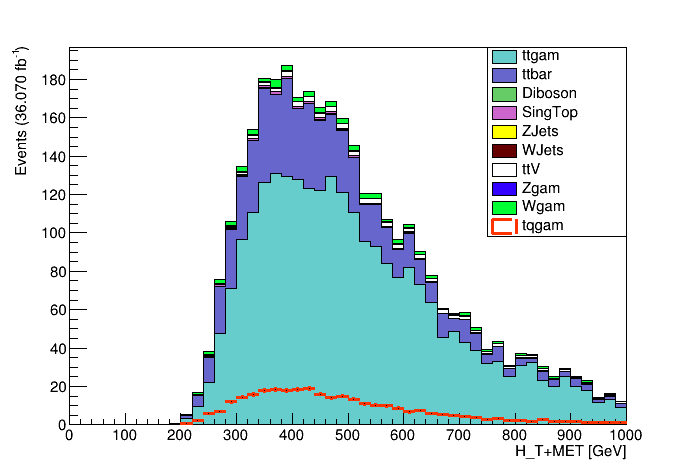 Events (36.070 fb⁻¹)
180
160
140
120
100
80
60
40
20
0
0 100 200 300 400 500 600 700 800 900 1000
H_T+MET [GeV]
ttgam
ttbar
Diboson
SingTop
ZJets
WJets
ttV
Zgam
Wgam
tqgam